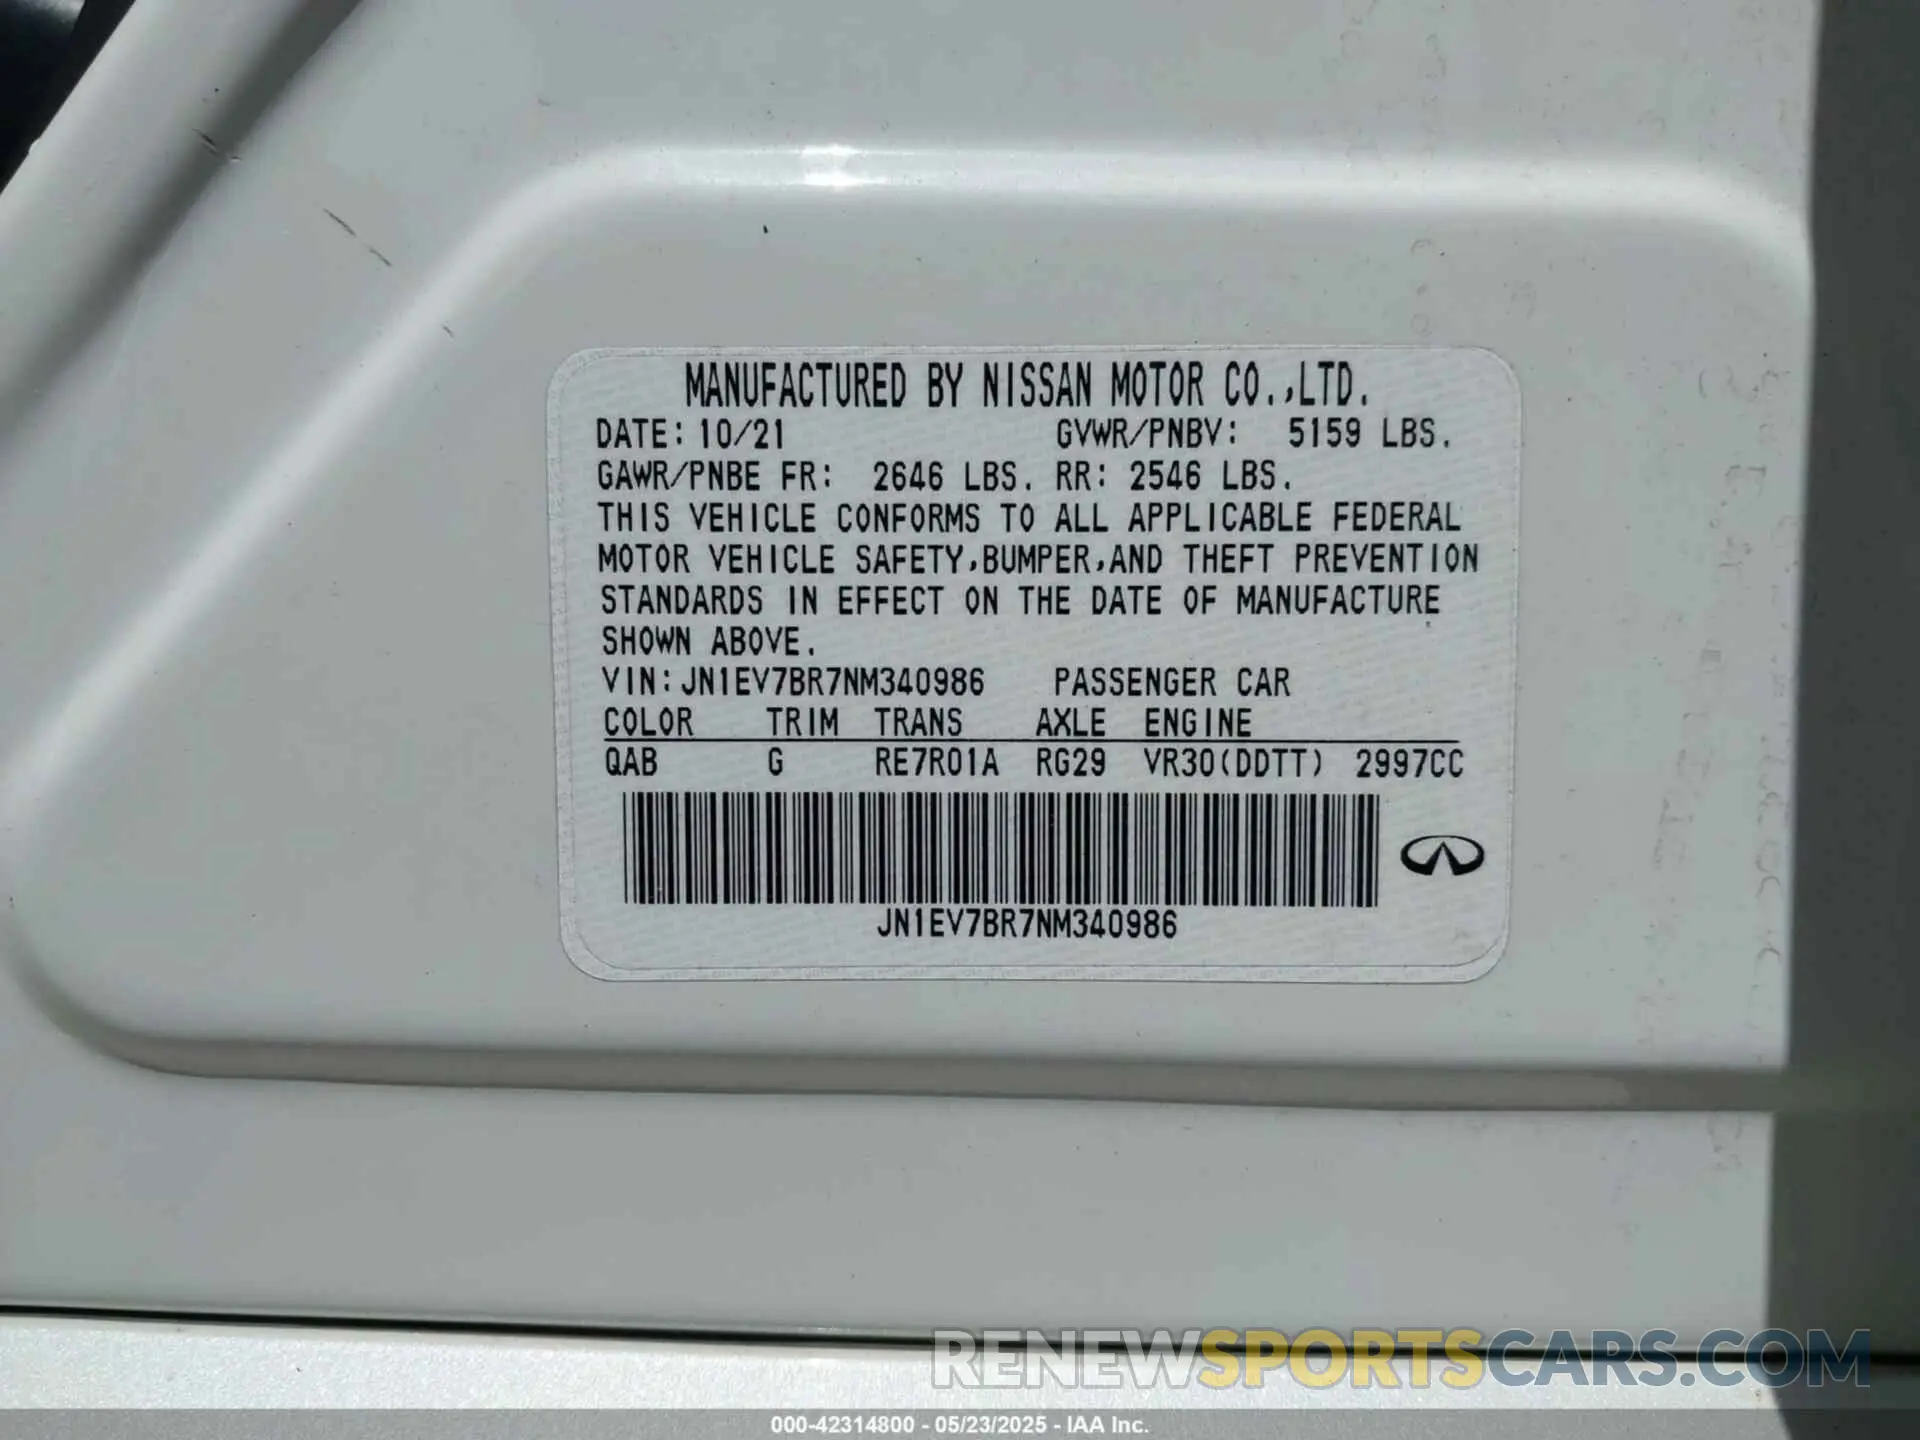 MANUFACTURED BY NISSAN MOTOR CO.,LTD.
DATE: 10/21 GVWR/PNBV: 5159 LBS.
GAWR/PNBE FR: 2646 LBS. RR: 2546 LBS.
THIS VEHICLE CONFORMS TO ALL APPLICABLE FEDERAL
MOTOR VEHICLE SAFETY,BUMPER,AND THEFT PREVENTION
STANDARDS IN EFFECT ON THE DATE OF MANUFACTURE
SHOWN ABOVE.
VIN:JN1EV7BR7NM340986 PASSENGER CAR
COLOR TRIM TRANS AXLE ENGINE
QAB G RE7R01A RG29 VR30(DDTT) 2997CC
JN1EV7BR7NM340986
RENEWSPORTSCARS.COM
000-42314800 - 05/23/2025 - IAA Inc.